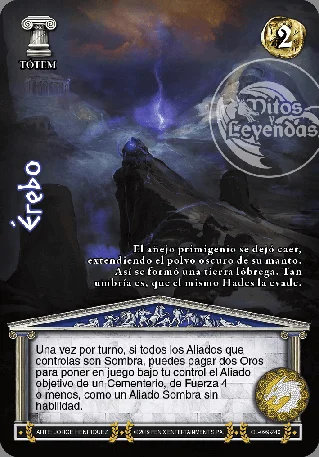 2
TÓTEM
Mitos
y
Leyendas
Érebo
El añejo primigenio se dejó caer,
extendiendo el polvo oscuro de su manto.
Así se formó una tierra lóbrega. Tan
umbría es, que el mismo Hades la evade.
Una vez por turno, si todos los Aliados que
controlas son Sombra, puedes pagar dos Oros
para poner en juego bajo tu control el Aliado
objetivo de un Cementerio, de Fuerza 4
o menos, como un Aliado Sombra sin
habilidad.